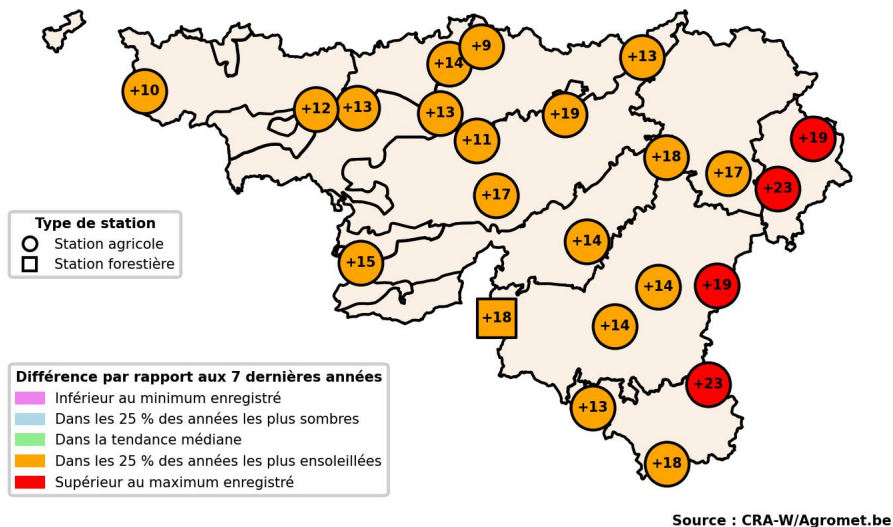 +9
+14
+13
+10
+12
+13
+13
+19
+11
+19
+18
+17
+23
+17
Type de station
Station agricole
Station forestière
+14
+15
+14
+19
+18
+14
Différence par rapport aux 7 dernières années
Inférieur au minimum enregistré
Dans les 25 % des années les plus sombres
Dans la tendance médiane
Dans les 25 % des années les plus ensoleillées
Supérieur au maximum enregistré
+23
+13
+18
Source : CRA-W/Agromet.be